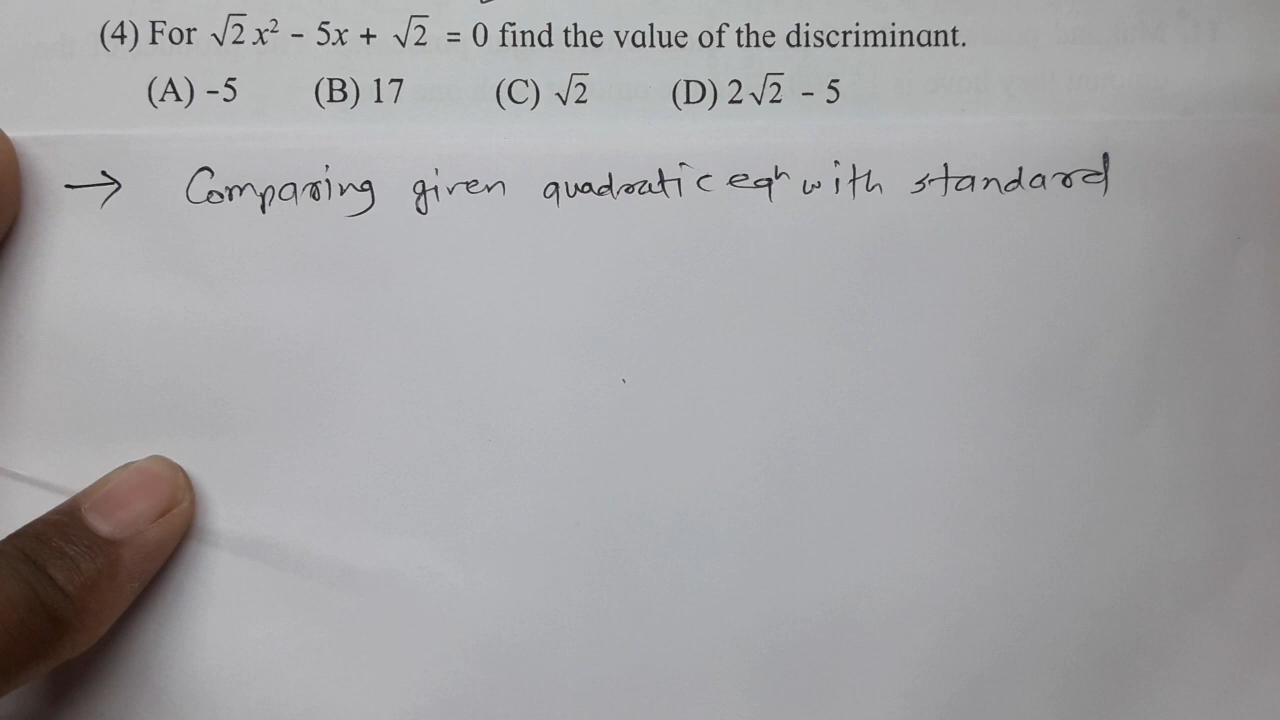 (4) For √2 x² - 5x + √2 = 0 find the value of the discriminant.
(A) -5 (B) 17 (C) √2 (D) 2√2 - 5
→ Comparing given quadratic eqⁿ with standard